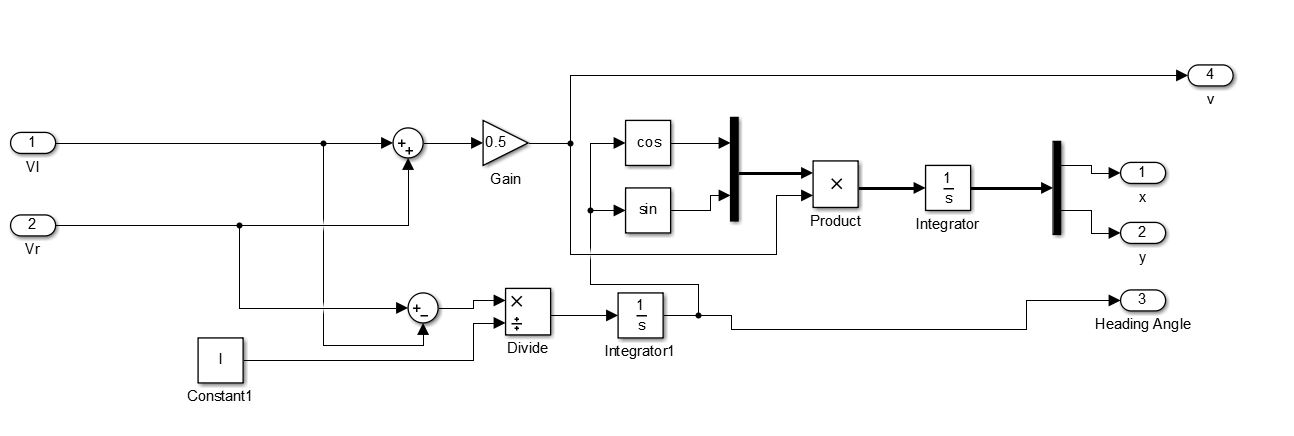 4
v
1
Vl
+
+
0.5
Gain
cos
sin
×
Product
1
s
Integrator
1
x
2
y
2
Vr
+
−
×
÷
Divide
1
s
Integrator1
3
Heading Angle
l
Constant1